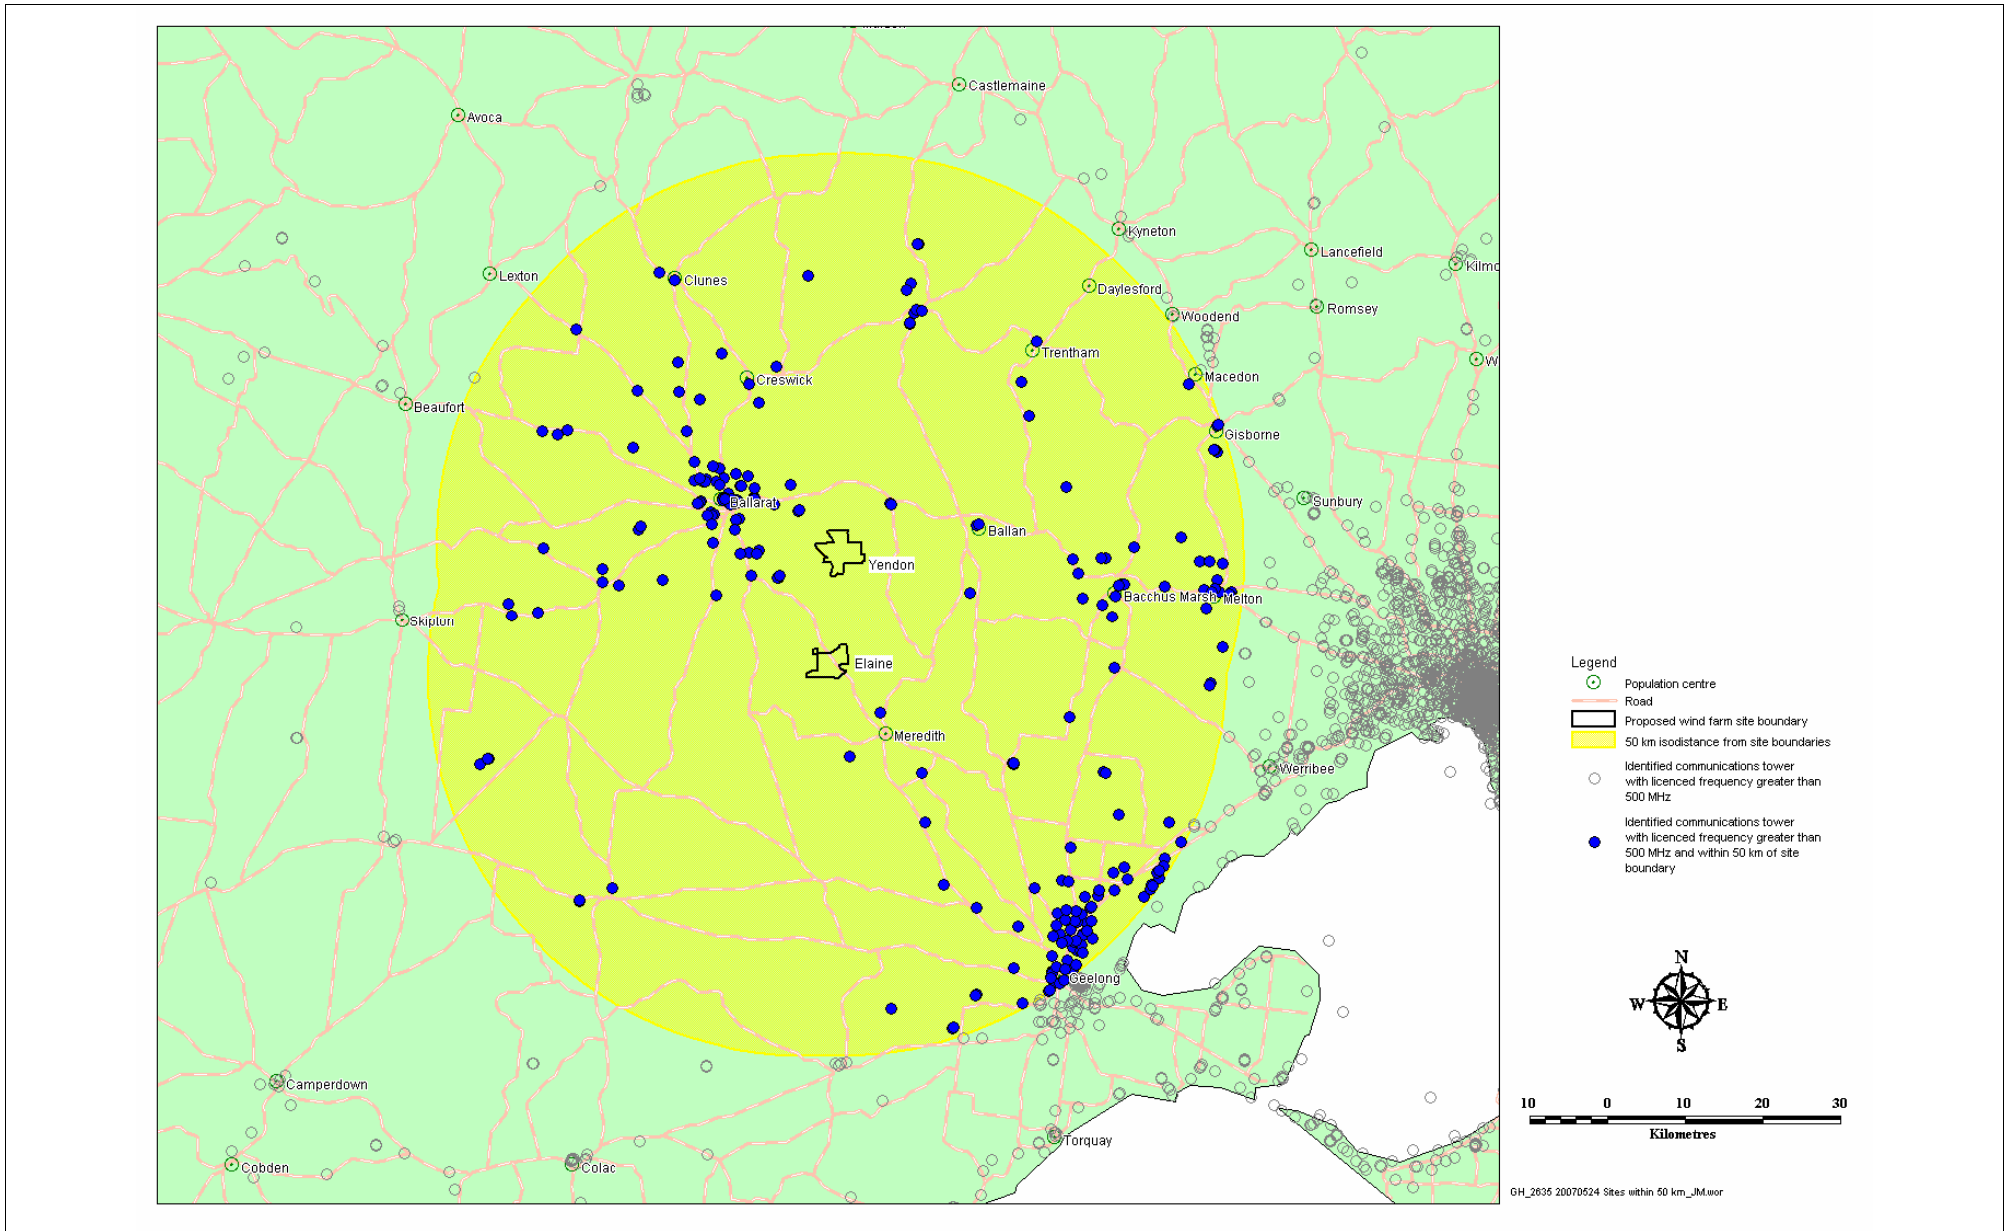 Castlemaine
Avoca
Kyneton
Lancefield
Kilmo
Lexton
Clunes
Daylesford
Romsey
Woodend
Trentham
W
Creswick
Macedon
Beaufort
Gisborne
Ballarat
Sunbury
Ballan
Yendon
Bacchus Marsh
Melton
Skipton
Elaine
Meredith
Werribee
Geelong
Camperdown
Torquay
Cobden
Colac
Legend
Population centre
Road
Proposed wind farm site boundary
50 km isodistance from site boundaries
Identified communications tower
with licenced frequency greater than
500 MHz
Identified communications tower
with licenced frequency greater than
500 MHz and within 50 km of site
boundary
N
W E
S
10 0 10 20 30
Kilometres
GH_2635 20070524 Sites within 50 km_JM.wor